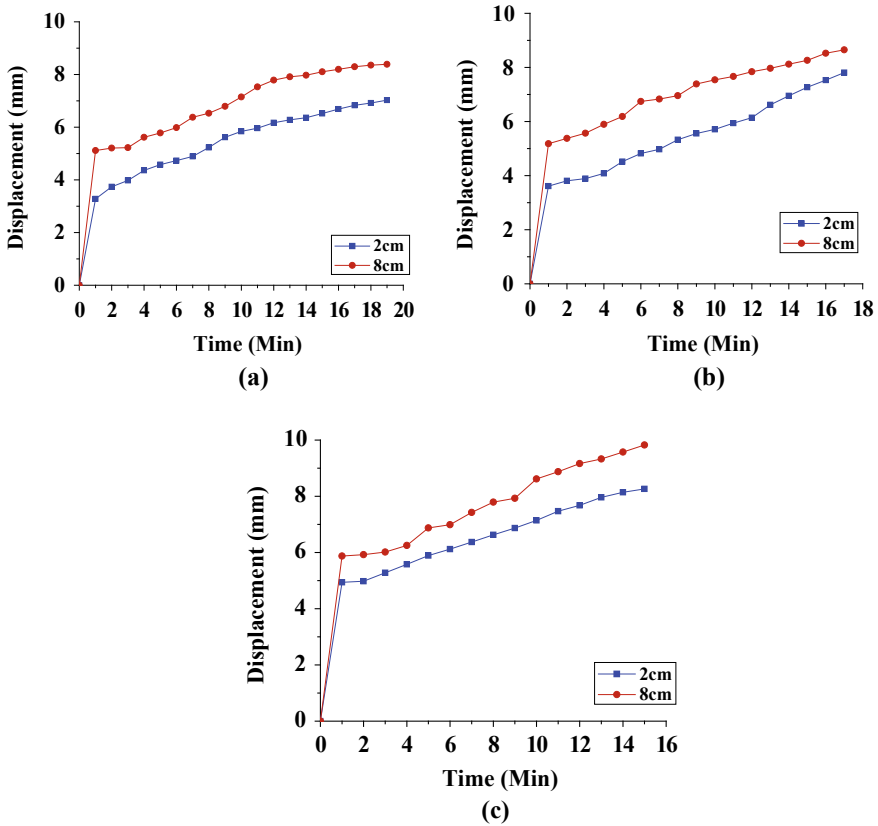 10
8
6
4
2
0
Displacement (mm)
2cm
8cm
0 2 4 6 8 10 12 14 16 18 20
Time (Min)
(a)
10
8
6
4
2
0
Displacement (mm)
2cm
8cm
0 2 4 6 8 10 12 14 16 18
Time (Min)
(b)
10
8
6
4
2
0
Displacement (mm)
2cm
8cm
0 2 4 6 8 10 12 14 16
Time (Min)
(c)